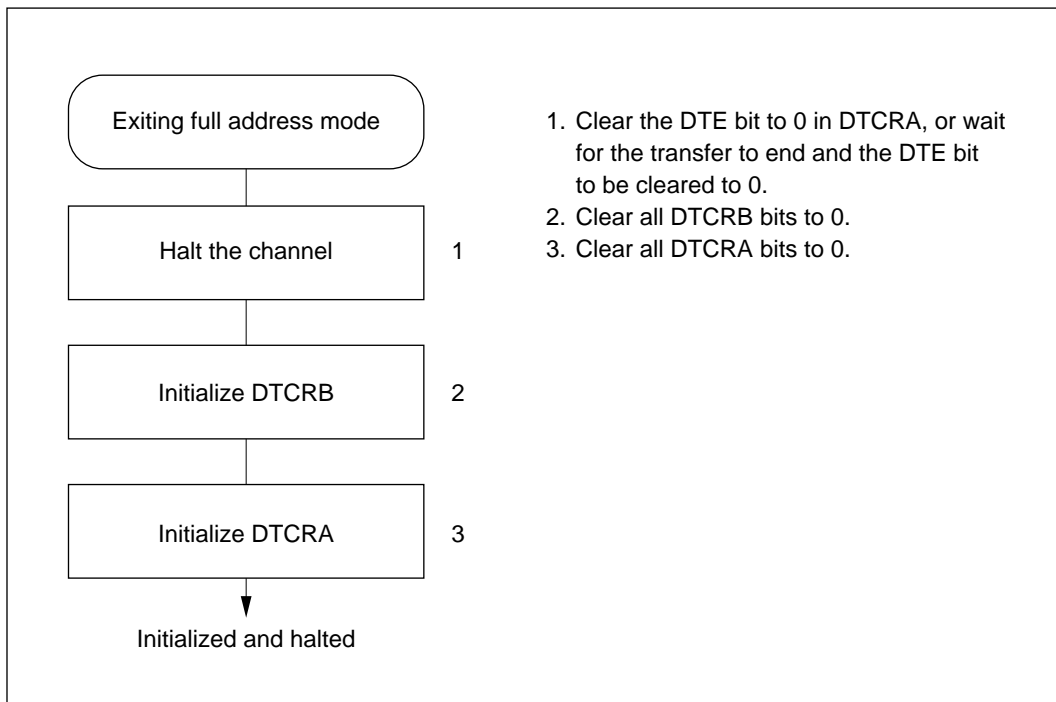 Exiting full address mode
Halt the channel 1
Initialize DTCRB 2
Initialize DTCRA 3
Initialized and halted
1. Clear the DTE bit to 0 in DTCRA, or wait
for the transfer to end and the DTE bit
to be cleared to 0.
2. Clear all DTCRB bits to 0.
3. Clear all DTCRA bits to 0.